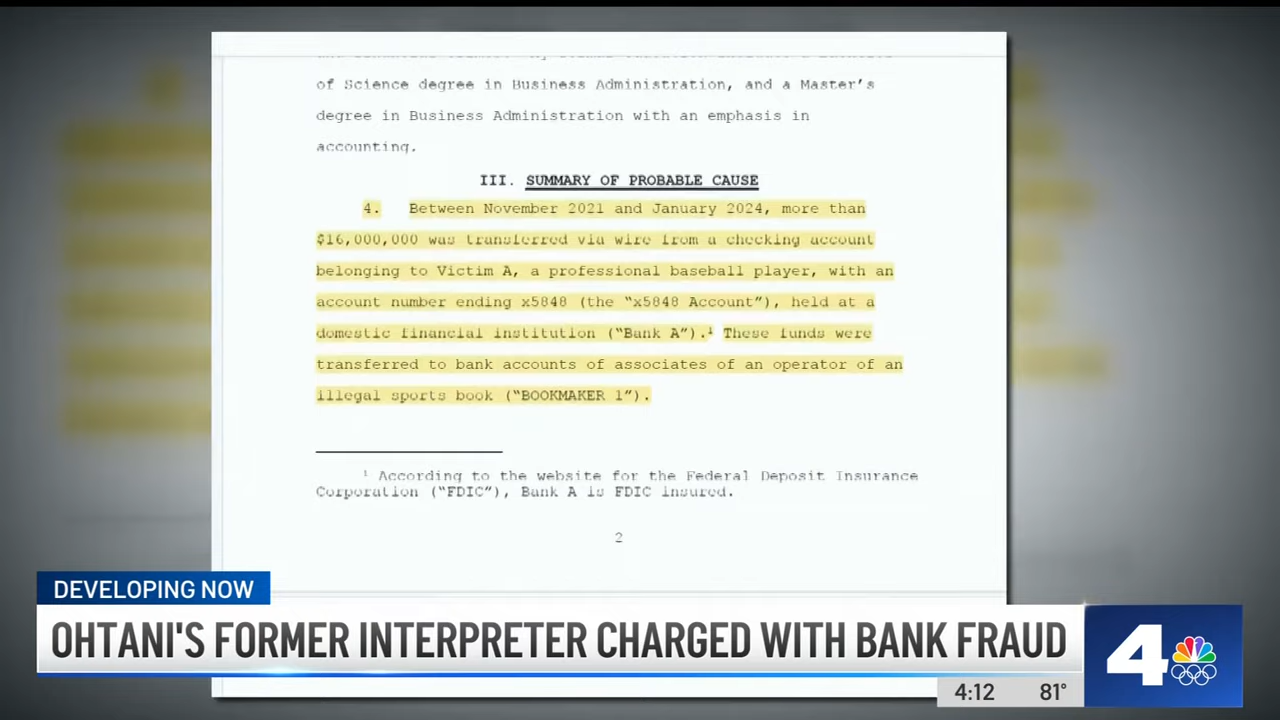 of Science degree in Business Administration, and a Master's
degree in Business Administration with an emphasis in
accounting.
III. SUMMARY OF PROBABLE CAUSE
4. Between November 2021 and January 2024, more than
$16,000,000 was transferred via wire from a checking account
belonging to Victim A, a professional baseball player, with an
account number ending x5848 (the “x5848 Account”), held at a
domestic financial institution (“Bank A”).¹ These funds were
transferred to bank accounts of associates of an operator of an
illegal sports book (“BOOKMAKER 1”).
¹ According to the website for the Federal Deposit Insurance
Corporation (“FDIC”), Bank A is FDIC insured.
2
DEVELOPING NOW
OHTANI'S FORMER INTERPRETER CHARGED WITH BANK FRAUD
4
4:12 81°